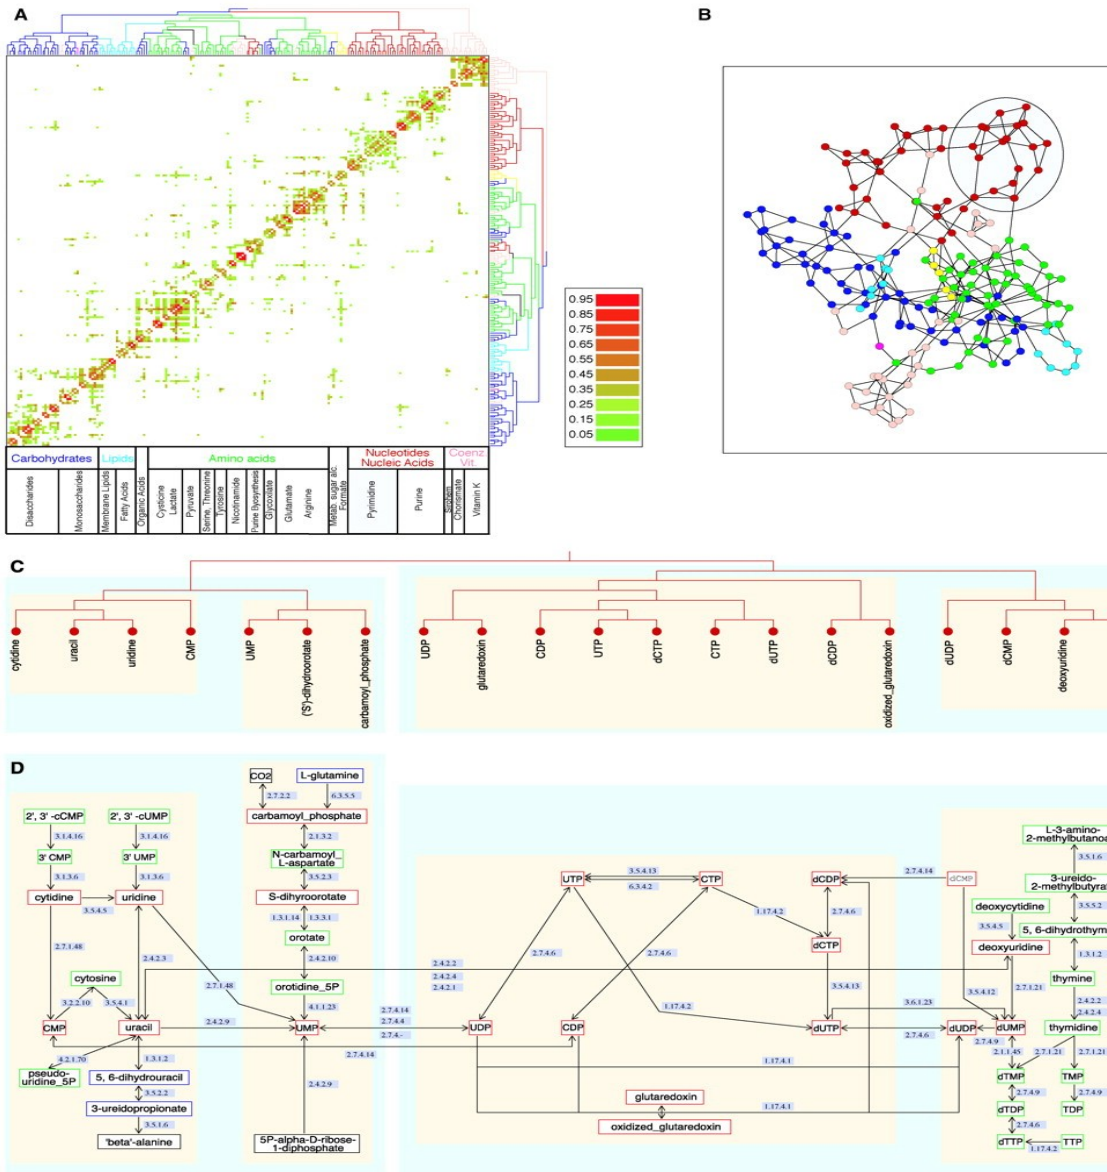 A
B
0.95
0.85
0.75
0.65
0.55
0.45
0.35
0.25
0.15
0.05
Carbohydrates
Lipids
Amino acids
Nucleotides
Nucleic Acids
Coenz.
Vit.
Disaccharides
Monosaccharides
Membrane Lipids
Fatty Acids
Organic Acids
Cysticine
Lactate
Pyruvate
Serine, Threonine
Tyrosine
Nicotinamide
Purine Byosynthesis
Glycoxilate
Glutamate
Arginine
Metab. sugar alc.
Formate
Pyrimidine
Purine
Chorismate
Vitamin K
C
cytidine
uracil
uridine
CMP
UMP
('S')-dihydroorotate
carbamoyl_phosphate
UDP
glutaredoxin
CDP
UTP
dCTP
CTP
dUTP
dCDP
oxidized_glutaredoxin
dUDP
dCMP
deoxyuridine
D
CO2
L-glutamine
2.7.2.2
6.3.5.5
2', 3' -cCMP
2', 3' -cUMP
carbamoyl_phosphate
L-3-amino-
2-methylbutanoa
3.1.4.16
3.1.4.16
2.1.3.2
3.5.1.6
3' CMP
3' UMP
N-carbamoyl_
L-aspartate
3.1.3.6
3.1.3.6
3.5.2.3
UTP
3.5.4.13
6.3.4.2
CTP
dCDP
2.7.4.14
dCMP
3-ureido-
2-methylbutyrat
cytidine
3.5.4.5
uridine
S-dihyroorotate
1.17.4.2
2.7.4.6
deoxycytidine
3.5.5.2
1.3.1.14
1.3.3.1
3.5.4.5
5, 6-dihydrothym
orotate
dCTP
deoxyuridine
2.7.1.48
2.4.2.3
2.4.2.10
2.7.4.6
2.7.4.6
1.3.1.2
cytosine
orotidine_5P
2.4.2.2
2.4.2.4
2.4.2.1
3.5.4.13
3.5.4.12
2.7.1.21
thymine
3.2.2.10
3.5.4.1
2.7.1.48
4.1.1.23
1.17.4.2
3.6.1.23
2.4.2.2
2.4.2.4
CMP
uracil
2.4.2.9
UMP
2.7.4.14
2.7.4.4
2.7.4.-
UDP
CDP
dUTP
2.7.4.6
dUDP
2.7.4.9
dUMP
thymidine
4.2.1.70
1.3.1.2
2.7.4.14
1.17.4.1
2.1.1.45
2.7.1.21
2.7.1.21
pseudo-
uridine_5P
5, 6-dihydrouracil
2.4.2.9
dTMP
TMP
3.5.2.2
1.17.4.1
2.7.4.9
2.7.4.9
3-ureidopropionate
glutaredoxin
dTDP
TDP
3.5.1.6
2.7.4.6
'beta'-alanine
5P-alpha-D-ribose-
1-diphosphate
oxidized_glutaredoxin
dTTP
1.17.4.2
TTP